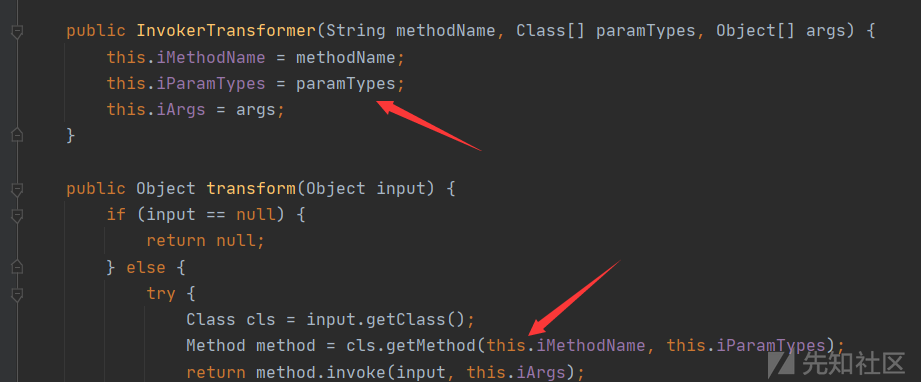 public InvokerTransformer(String methodName, Class[] paramTypes, Object[] args) {
this.iMethodName = methodName;
this.iParamTypes = paramTypes;
this.iArgs = args;
}
public Object transform(Object input) {
if (input == null) {
return null;
} else {
try {
Class cls = input.getClass();
Method method = cls.getMethod(this.iMethodName, this.iParamTypes);
return method.invoke(input, this.iArgs);
先知社区